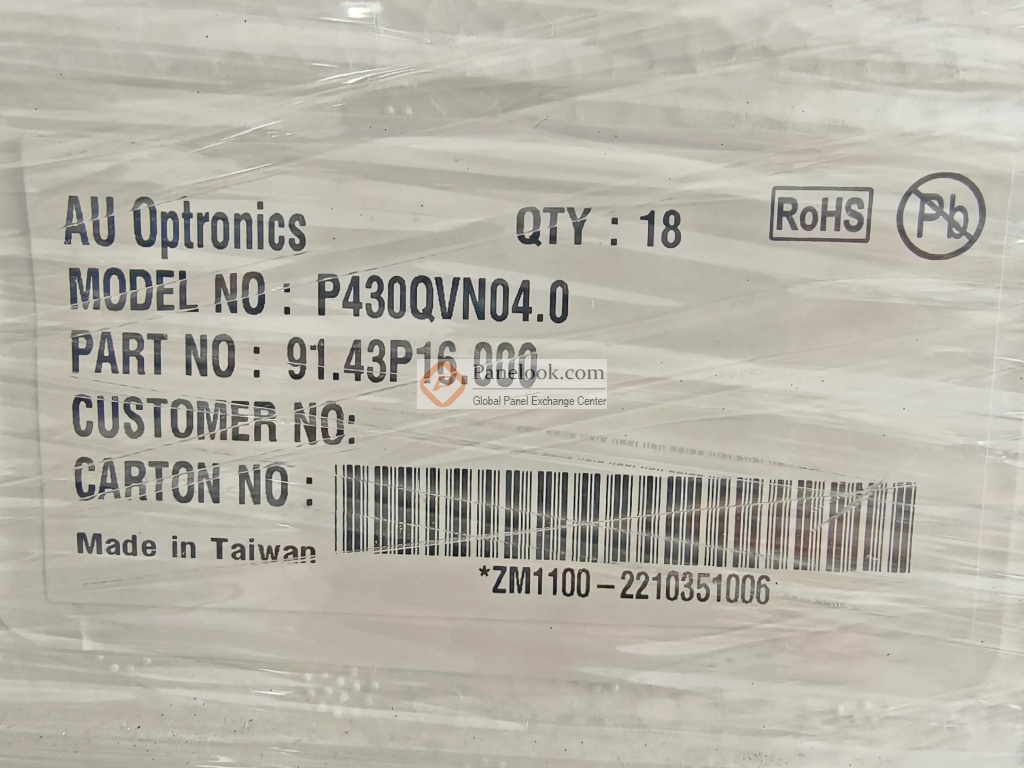 AU Optronics QTY : 18 RoHS Pb
MODEL NO : P430QVN04.0
PART NO : 91.43P16.000
Panelook.com
Global Panel Exchange Center
CUSTOMER NO:
CARTON NO :
Made in Taiwan
*ZM1100-2210351006